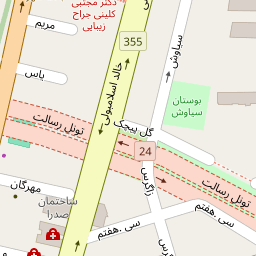 دکتر مجتبی
کلینی جراح
زیبایی
مریم
355
سیاوش
یاس
خالد اسلامبولی
بوستان
سیاوش
تونل رسالت
گل پیچک
24
زاگرس
مهرگان
تونل رسالت
ساختمان
صدرا
سی‌هفتم
سی‌هفتم